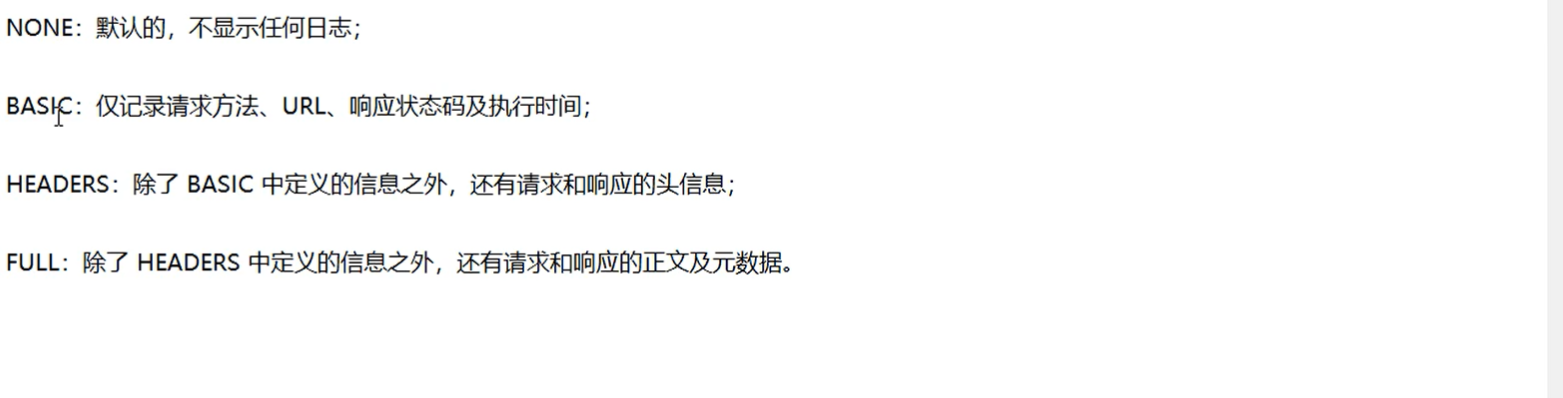 NONE：默认的，不显示任何日志；
BASIC：仅记录请求方法、URL、响应状态码及执行时间；
HEADERS：除了 BASIC 中定义的信息之外，还有请求和响应的头信息；
FULL：除了 HEADERS 中定义的信息之外，还有请求和响应的正文及元数据。